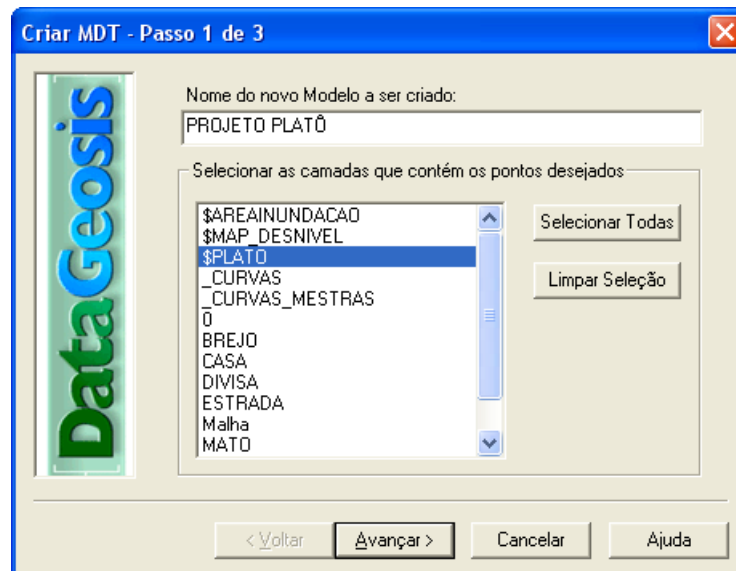 Criar MDT - Passo 1 de 3
DataGeosis
Nome do novo Modelo a ser criado:
PROJETO PLATÔ
Selecionar as camadas que contém os pontos desejados
$AREAINUNDACAO
$MAP_DESNIVEL
$PLATO
_CURVAS
_CURVAS_MESTRAS
0
BREJO
CASA
DIVISA
ESTRADA
Malha
MATO
Selecionar Todas
Limpar Seleção
< Voltar
Avançar >
Cancelar
Ajuda